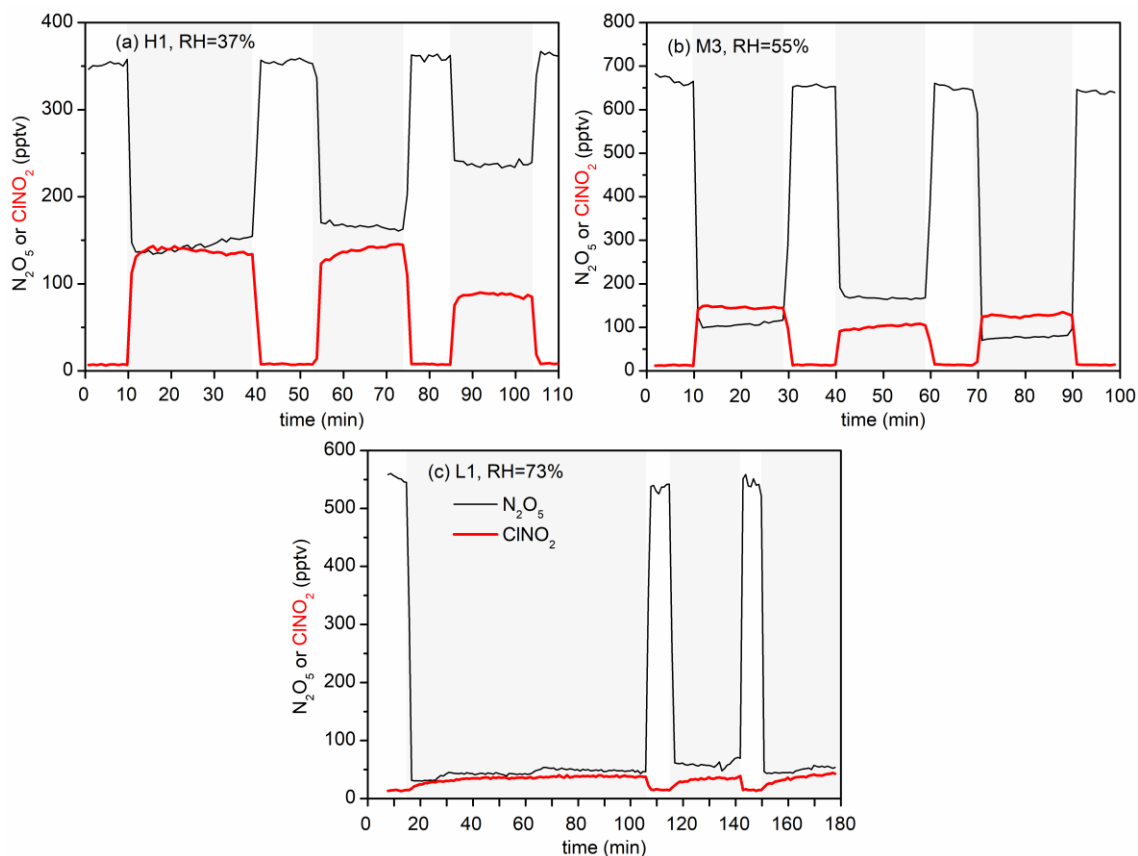 (a) H1, RH=37%
N₂O₅ or ClNO₂ (pptv)
400
300
200
100
0
0 10 20 30 40 50 60 70 80 90 100 110
time (min)
(b) M3, RH=55%
N₂O₅ or ClNO₂ (pptv)
800
700
600
500
400
300
200
100
0
0 10 20 30 40 50 60 70 80 90 100
time (min)
(c) L1, RH=73%
N₂O₅
ClNO₂
N₂O₅ or ClNO₂ (pptv)
600
500
400
300
200
100
0
0 20 40 60 80 100 120 140 160 180
time (min)